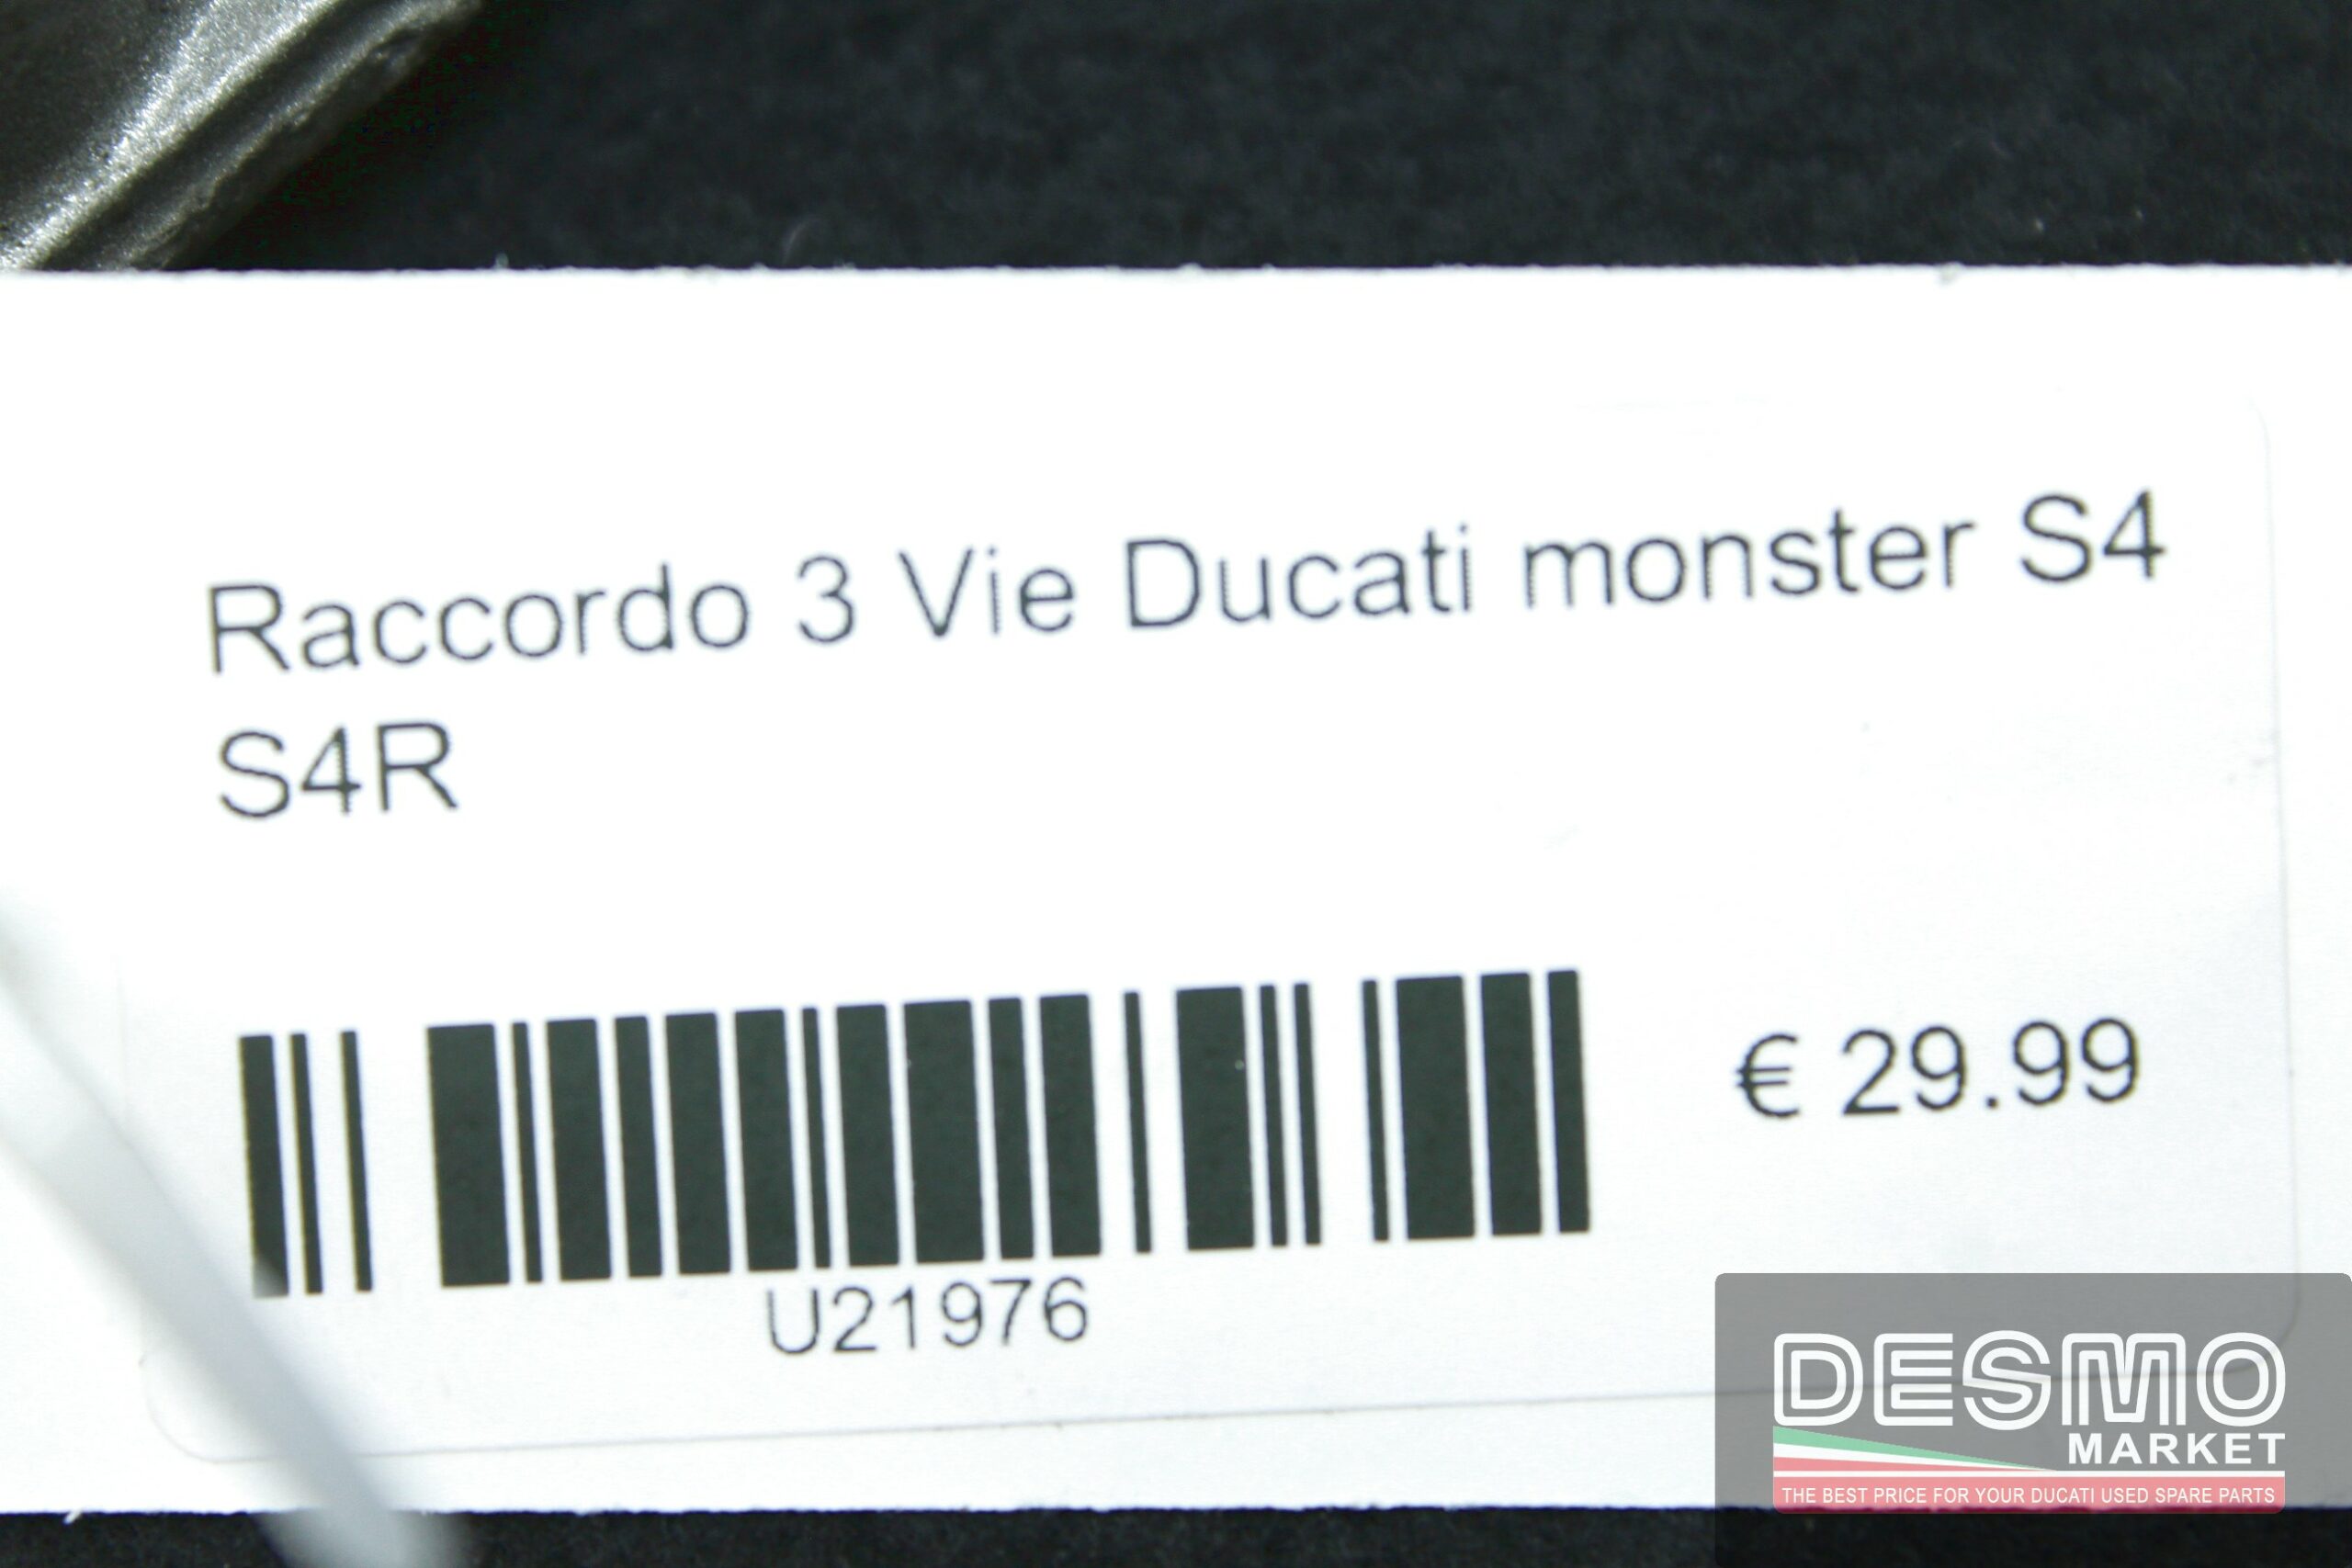 Raccordo 3 Vie Ducati monster S4
S4R
€ 29.99
U21976
DESMO
MARKET
THE BEST PRICE FOR YOUR DUCATI USED SPARE PARTS